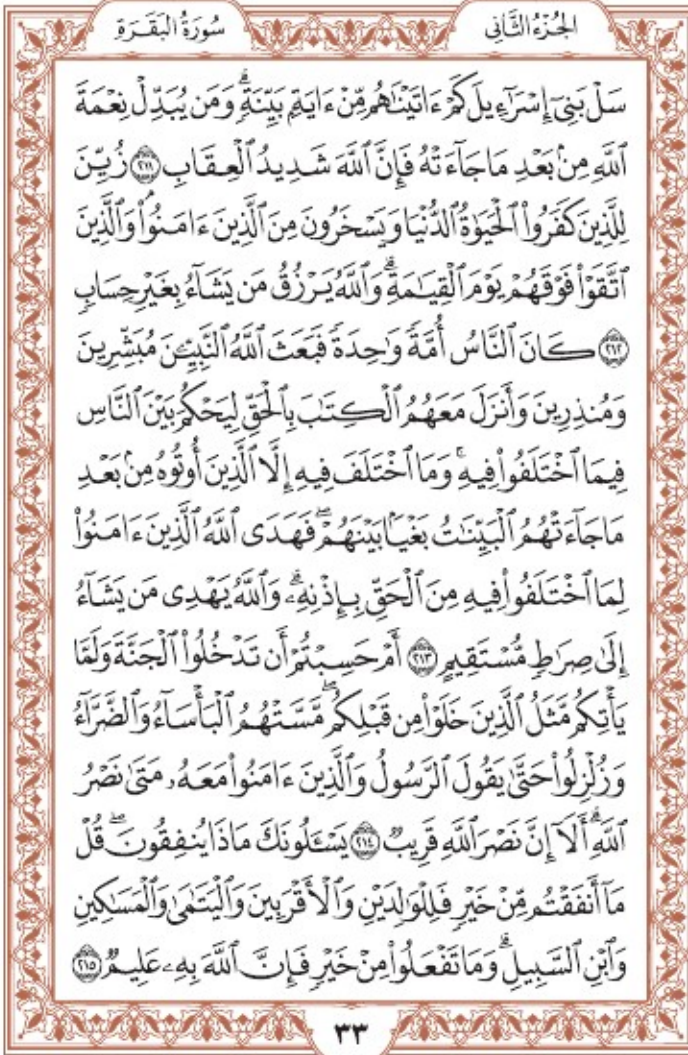 الجُزْءُ الثَّانِي
سُورَةُ الْبَقَرَةِ
سَلْ بَنِىٓ إِسْرَٰٓءِيلَ كَمْ ءَاتَيْنَٰهُم مِّنْ ءَايَةٍۭ بَيِّنَةٍۗ وَمَن يُبَدِّلْ نِعْمَةَ
ٱللَّهِ مِنۢ بَعْدِ مَا جَآءَتْهُ فَإِنَّ ٱللَّهَ شَدِيدُ ٱلْعِقَابِ ۝٢١١ زُيِّنَ
لِلَّذِينَ كَفَرُوا۟ ٱلْحَيَوٰةُ ٱلدُّنْيَا وَيَسْخَرُونَ مِنَ ٱلَّذِينَ ءَامَنُوا۟ۘ وَٱلَّذِينَ
ٱتَّقَوْا۟ فَوْقَهُمْ يَوْمَ ٱلْقِيَٰمَةِۗ وَٱللَّهُ يَرْزُقُ مَن يَشَآءُ بِغَيْرِ حِسَابٍ
۝٢١٢ كَانَ ٱلنَّاسُ أُمَّةً وَٰحِدَةً فَبَعَثَ ٱللَّهُ ٱلنَّبِيِّـۧنَ مُبَشِّرِينَ
وَمُنذِرِينَ وَأَنزَلَ مَعَهُمُ ٱلْكِتَٰبَ بِٱلْحَقِّ لِيَحْكُمَ بَيْنَ ٱلنَّاسِ
فِيمَا ٱخْتَلَفُوا۟ فِيهِۚ وَمَا ٱخْتَلَفَ فِيهِ إِلَّا ٱلَّذِينَ أُوتُوهُ مِنۢ بَعْدِ
مَا جَآءَتْهُمُ ٱلْبَيِّنَٰتُ بَغْيًۢا بَيْنَهُمْۖ فَهَدَى ٱللَّهُ ٱلَّذِينَ ءَامَنُوا۟
لِمَا ٱخْتَلَفُوا۟ فِيهِ مِنَ ٱلْحَقِّ بِإِذْنِهِۦۗ وَٱللَّهُ يَهْدِى مَن يَشَآءُ
إِلَىٰ صِرَٰطٍ مُّسْتَقِيمٍ ۝٢١٣ أَمْ حَسِبْتُمْ أَن تَدْخُلُوا۟ ٱلْجَنَّةَ وَلَمَّا
يَأْتِكُم مَّثَلُ ٱلَّذِينَ خَلَوْا۟ مِن قَبْلِكُمۖ مَّسَّتْهُمُ ٱلْبَأْسَآءُ وَٱلضَّرَّآءُ
وَزُلْزِلُوا۟ حَتَّىٰ يَقُولَ ٱلرَّسُولُ وَٱلَّذِينَ ءَامَنُوا۟ مَعَهُۥ مَتَىٰ نَصْرُ
ٱللَّهِۗ أَلَآ إِنَّ نَصْرَ ٱللَّهِ قَرِيبٌ ۝٢١٤ يَسْـَٔلُونَكَ مَاذَا يُنفِقُونَۖ قُلْ
مَآ أَنفَقْتُم مِّنْ خَيْرٍ فَلِلْوَٰلِدَيْنِ وَٱلْأَقْرَبِينَ وَٱلْيَتَٰمَىٰ وَٱلْمَسَٰكِينِ
وَٱبْنِ ٱلسَّبِيلِۗ وَمَا تَفْعَلُوا۟ مِنْ خَيْرٍ فَإِنَّ ٱللَّهَ بِهِۦ عَلِيمٌ ۝٢١٥
٣٣